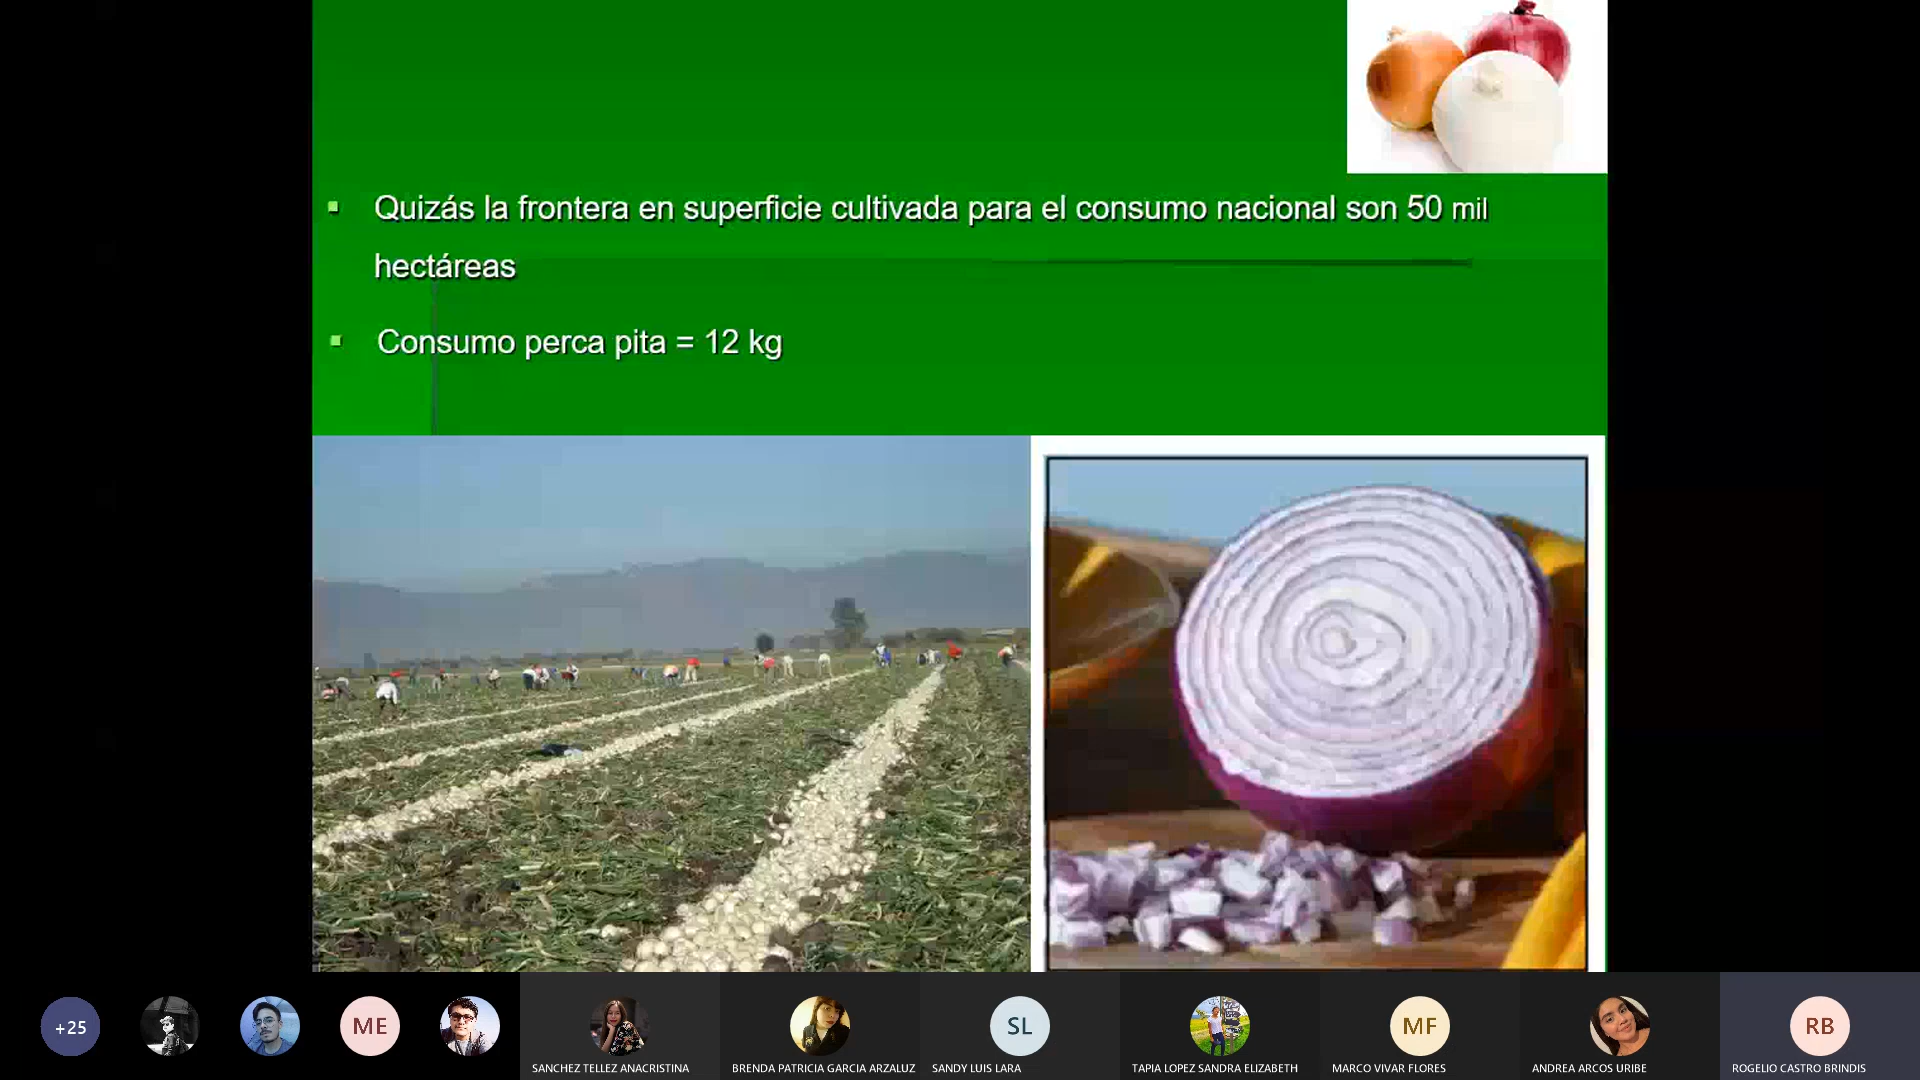 Quizás la frontera en superficie cultivada para el consumo nacional son 50 mil
hectáreas
Consumo perca pita = 12 kg
+25
ME
SL
MF
RB
SANCHEZ TELLEZ ANACRISTINA
BRENDA PATRICIA GARCIA ARZALUZ
SANDY LUIS LARA
TAPIA LOPEZ SANDRA ELIZABETH
MARCO VIVAR FLORES
ANDREA ARCOS URIBE
ROGELIO CASTRO BRINDIS